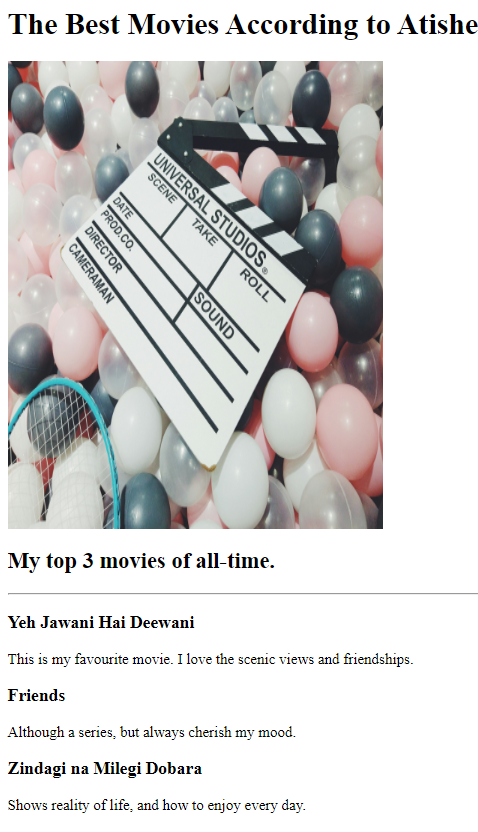 The Best Movies According to Atishe
UNIVERSAL STUDIOS®
SCENE
TAKE
ROLL
DATE
PROD.CO.
SOUND
DIRECTOR
CAMERAMAN
My top 3 movies of all-time.
Yeh Jawani Hai Deewani
This is my favourite movie. I love the scenic views and friendships.
Friends
Although a series, but always cherish my mood.
Zindagi na Milegi Dobara
Shows reality of life, and how to enjoy every day.